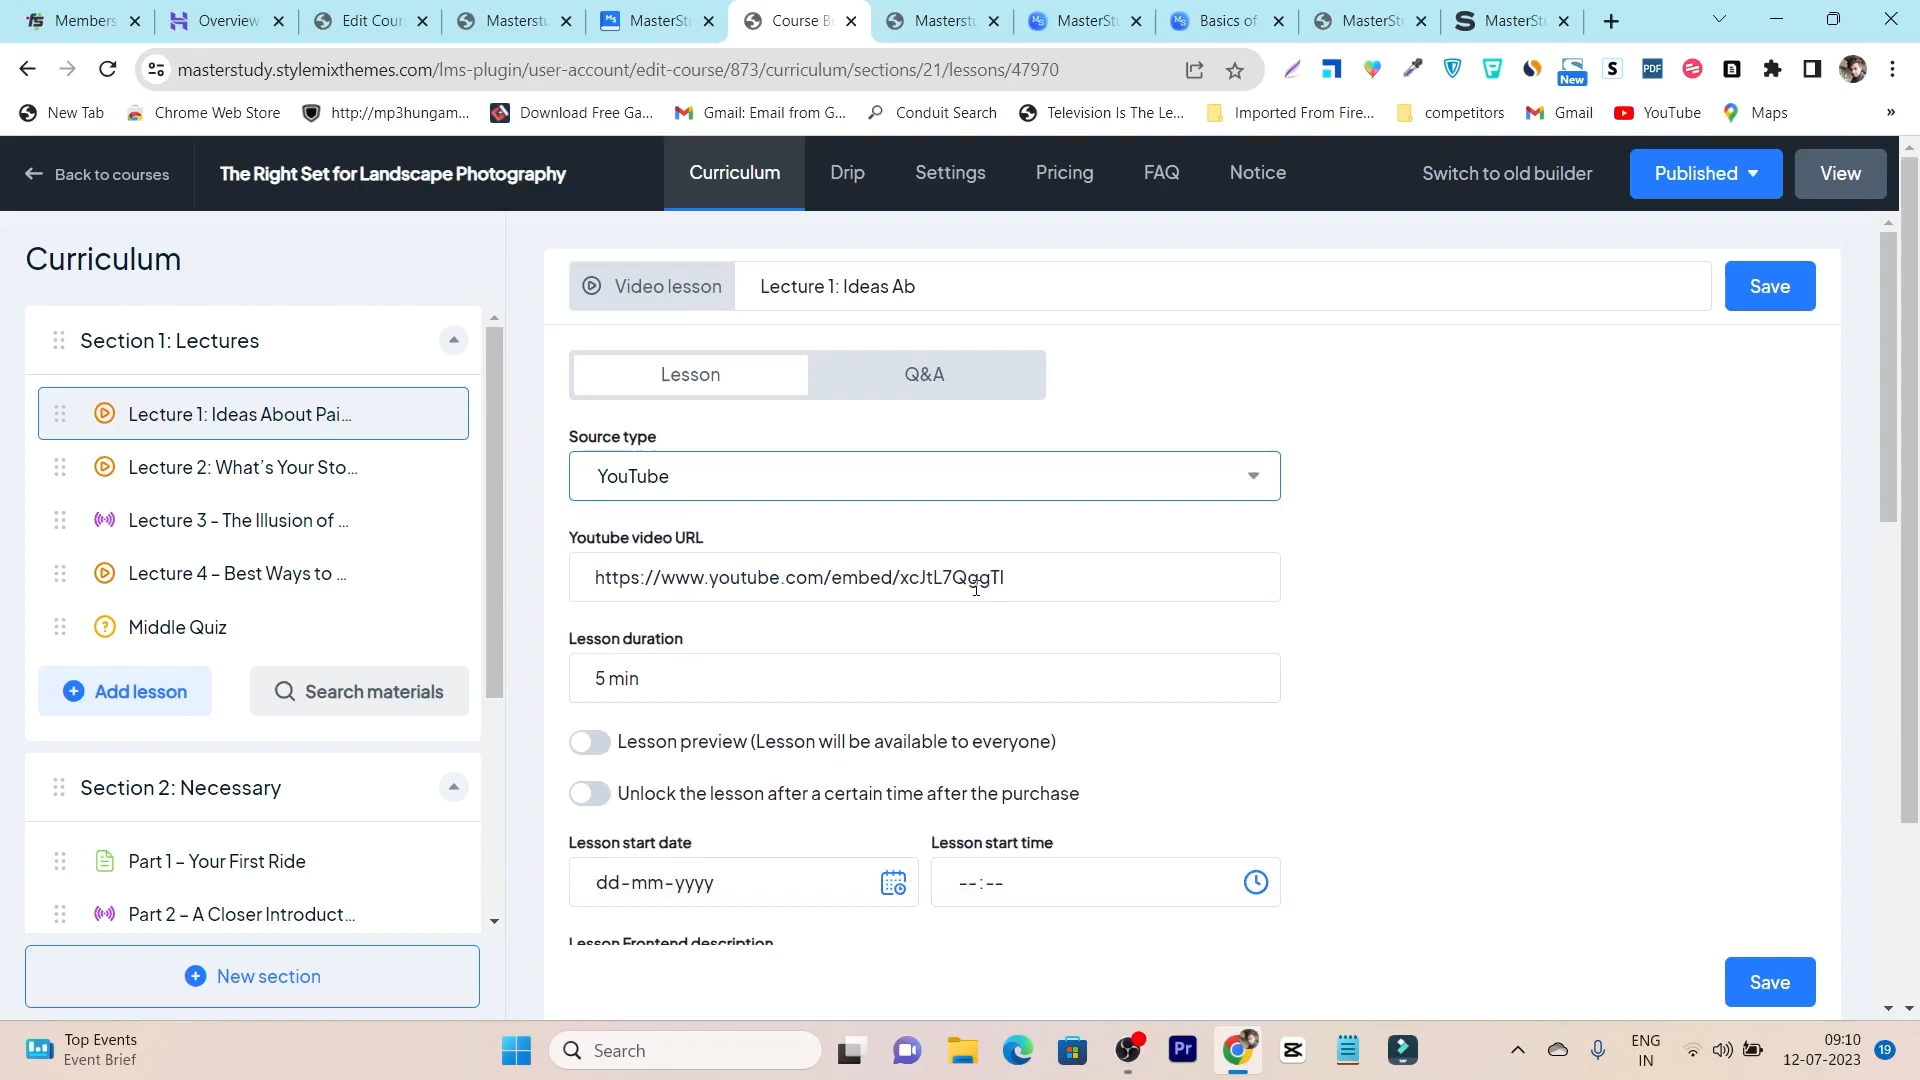 Members
Overview
Edit Cour
Masterstu
MasterStu
Course Bu
Masterstu
MasterStu
Basics of
MasterStu
MasterStu
masterstudy.stylemixthemes.com/lms-plugin/user-account/edit-course/873/curriculum/sections/21/lessons/47970
New
PDF
New Tab
Chrome Web Store
http://mp3hungam...
Download Free Ga...
Gmail: Email from G...
Conduit Search
Television Is The Le...
Imported From Fire...
competitors
Gmail
YouTube
Maps
»
Back to courses
The Right Set for Landscape Photography
Curriculum
Drip
Settings
Pricing
FAQ
Notice
Switch to old builder
Published
View
Curriculum
Section 1: Lectures
Lecture 1: Ideas About Pai...
Lecture 2: What's Your Sto...
Lecture 3 - The Illusion of ...
Lecture 4 – Best Ways to ...
Middle Quiz
Add lesson
Search materials
Section 2: Necessary
Part 1 – Your First Ride
Part 2 – A Closer Introduct...
New section
Video lesson
Lecture 1: Ideas Ab
Save
Lesson
Q&A
Source type
YouTube
Youtube video URL
https://www.youtube.com/embed/xcJtL7QggTI
Lesson duration
5 min
Lesson preview (Lesson will be available to everyone)
Unlock the lesson after a certain time after the purchase
Lesson start date
Lesson start time
dd-mm-yyyy
--:--
Lesson Frontend description
Save
Top Events
Event Brief
Search
Pr
ENG
IN
09:10
12-07-2023
19